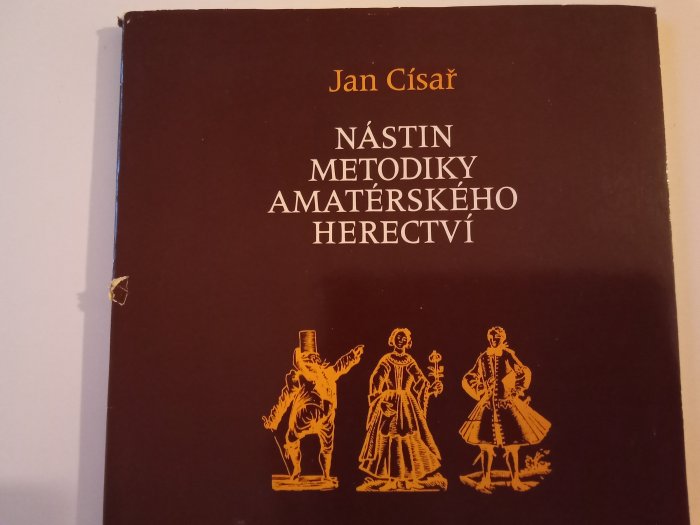 Jan Císař
NÁSTIN
METODIKY
AMATÉRSKÉHO
HERECTVÍ